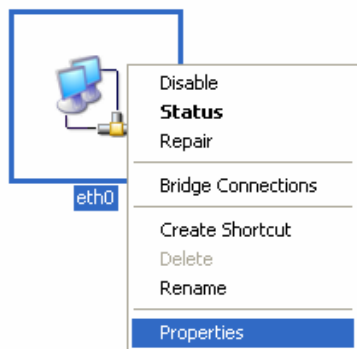 Disable
Status
Repair
Bridge Connections
eth0
Create Shortcut
Delete
Rename
Properties